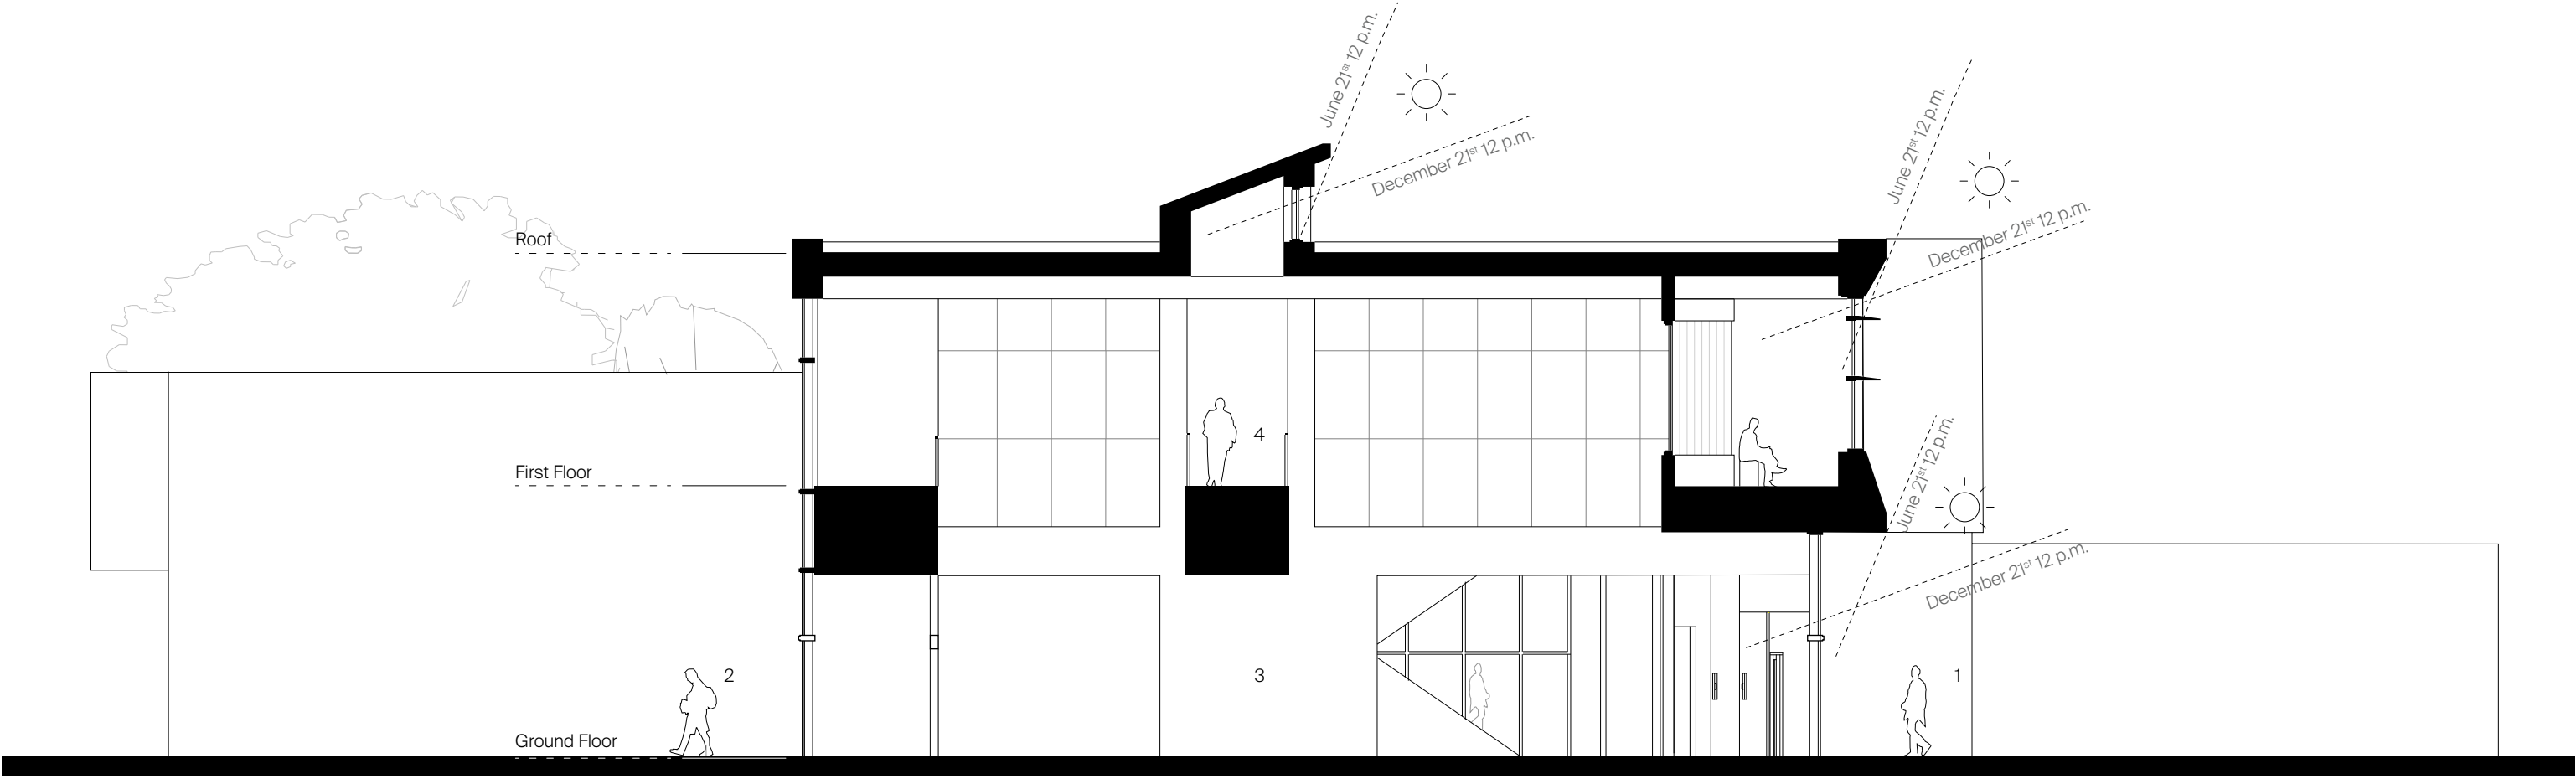 June 21st 12 p.m.
December 21st 12 p.m.
June 21st 12 p.m.
December 21st 12 p.m.
Roof
4
First Floor
June 21st 12 p.m.
December 21st 12 p.m.
2
3
1
Ground Floor